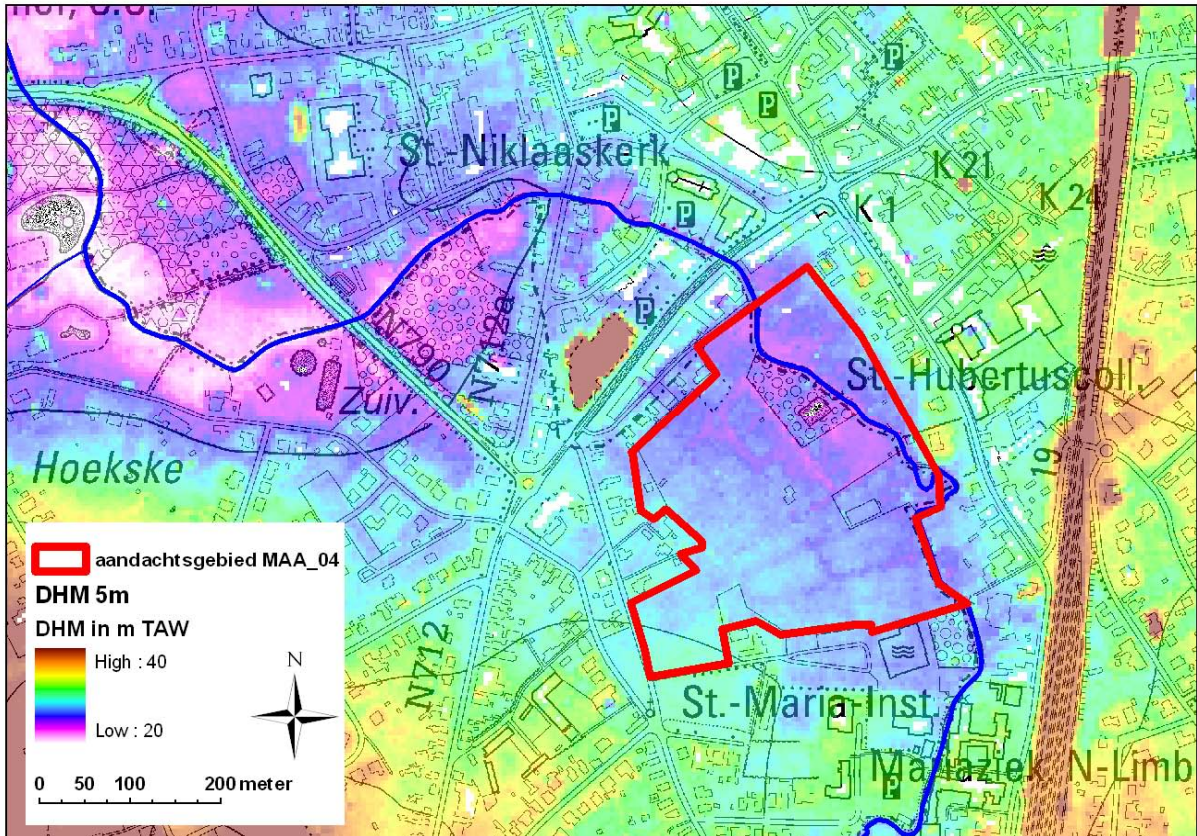 St.-Niklaaskerk
P
P
P
P
P
P
P
K 21
K 24
K 1
N790
N712a
St.-Hubertuscoll.
Zuiv.
19
Hoekske
N712
St.-Maria-Inst.
Mariaziek. N-Limb
aandachtsgebied MAA_04
DHM 5m
DHM in m TAW
High : 40
Low : 20
N
0 50 100 200 meter